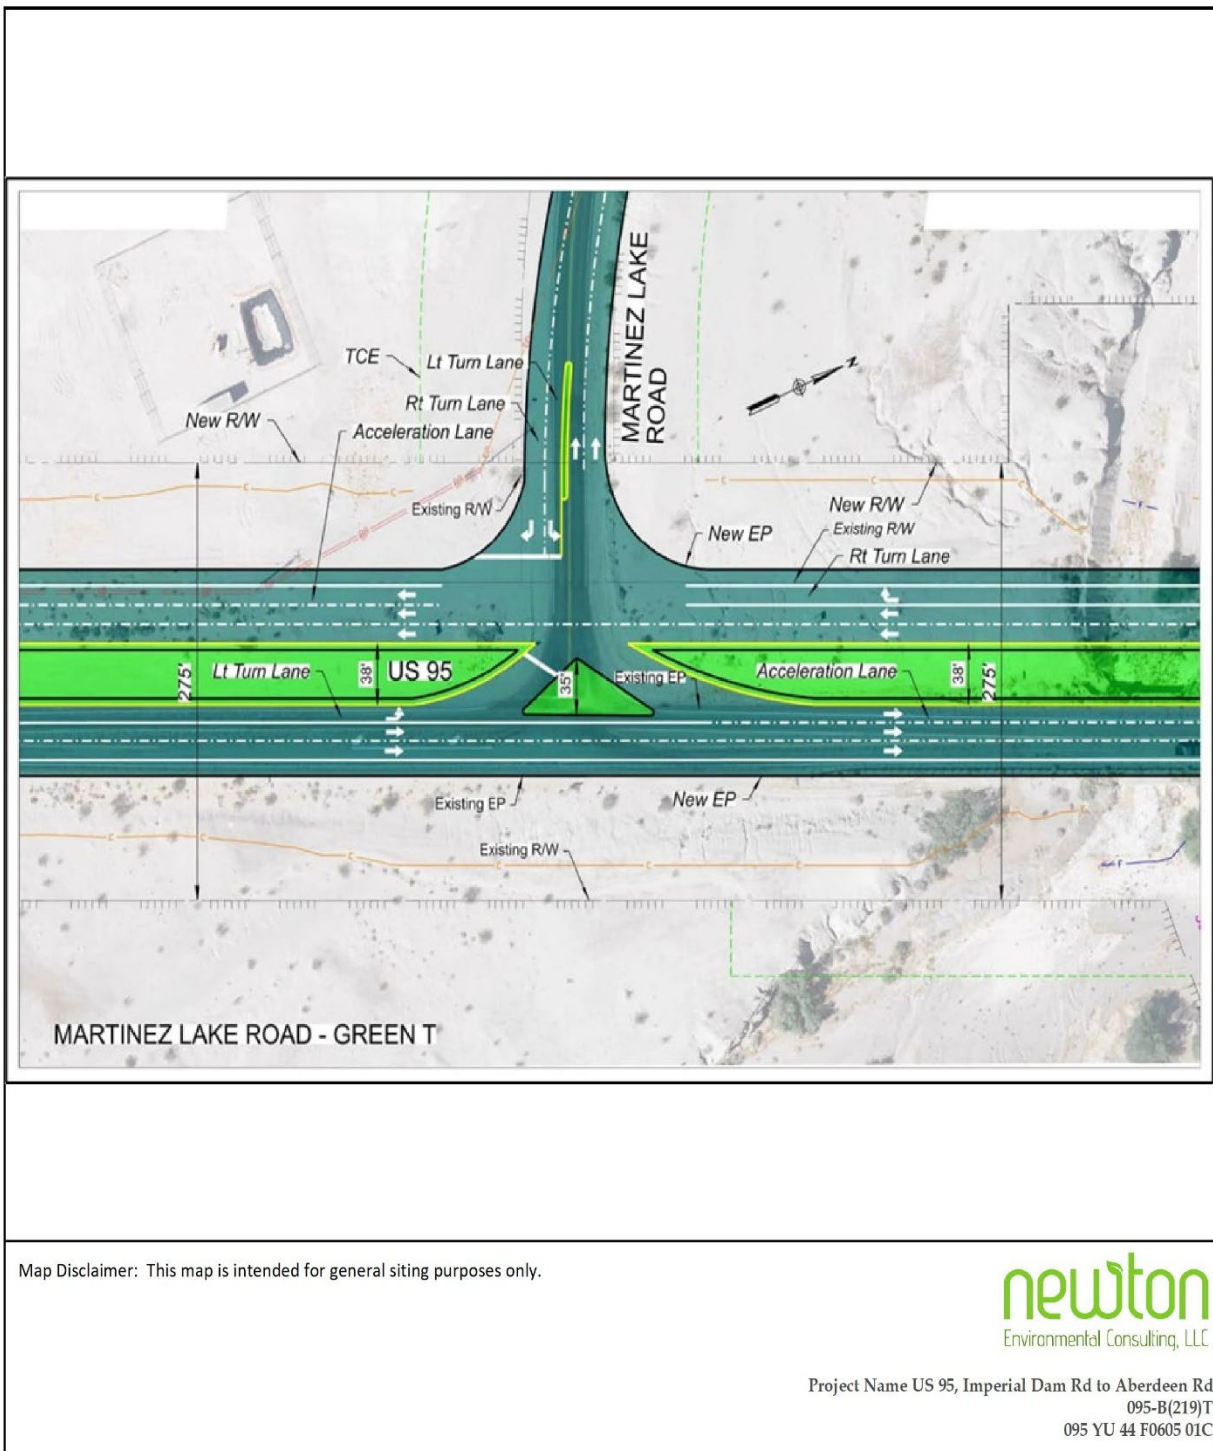 MARTINEZ LAKE
ROAD
N
TCE
Lt Turn Lane
Rt Turn Lane
New R/W
Acceleration Lane
Existing R/W
New R/W
Existing R/W
New EP
Rt Turn Lane
275'
Lt Turn Lane
38'
US 95
35'
Existing EP
Acceleration Lane
38'
275'
Existing EP
New EP
Existing R/W
MARTINEZ LAKE ROAD - GREEN T
Map Disclaimer: This map is intended for general siting purposes only.
newton
Environmental Consulting, LLC
Project Name US 95, Imperial Dam Rd to Aberdeen Rd
095-B(219)T
095 YU 44 F0605 01C